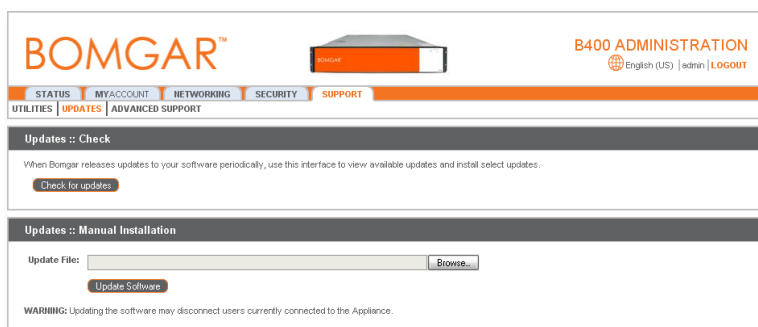 BOMGAR™
BOMGAR
B400 ADMINISTRATION
English (US) | admin | LOGOUT
STATUS MYACCOUNT NETWORKING SECURITY SUPPORT
UTILITIES | UPDATES | ADVANCED SUPPORT
Updates :: Check
When Bomgar releases updates to your software periodically, use this interface to view available updates and install select updates.
Check for updates
Updates :: Manual Installation
Update File: Browse...
Update Software
WARNING: Updating the software may disconnect users currently connected to the Appliance.